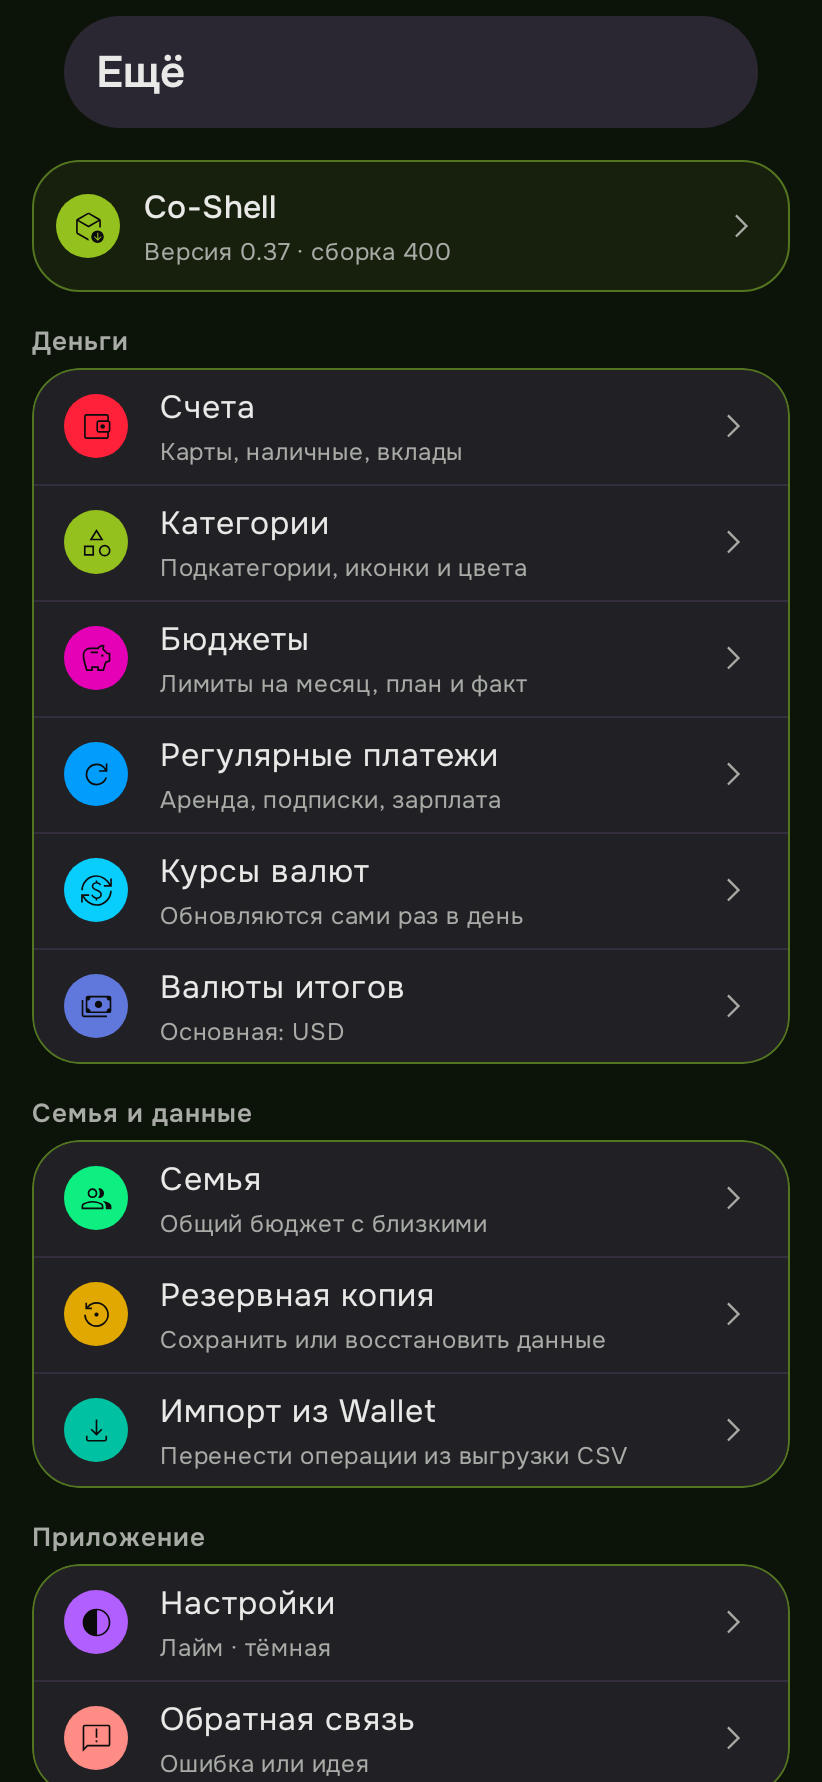 Ещё
Co-Shell
Версия 0.37 · сборка 400
Деньги
Счета
Карты, наличные, вклады
Категории
Подкатегории, иконки и цвета
Бюджеты
Лимиты на месяц, план и факт
Регулярные платежи
Аренда, подписки, зарплата
Курсы валют
Обновляются сами раз в день
Валюты итогов
Основная: USD
Семья и данные
Семья
Общий бюджет с близкими
Резервная копия
Сохранить или восстановить данные
Импорт из Wallet
Перенести операции из выгрузки CSV
Приложение
Настройки
Лайм · тёмная
Обратная связь
Ошибка или идея